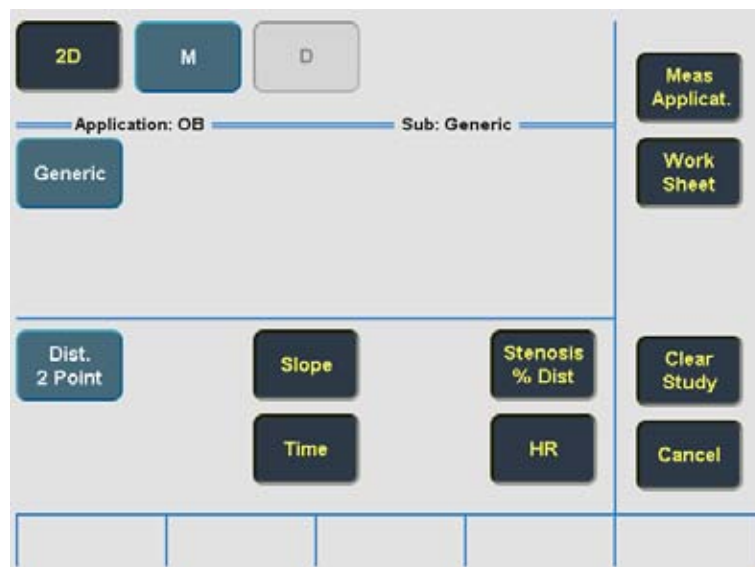 2D
M
D
Meas
Applicat.
Application: OB
Sub: Generic
Generic
Work
Sheet
Dist.
2 Point
Slope
Stenosis
% Dist
Clear
Study
Time
HR
Cancel